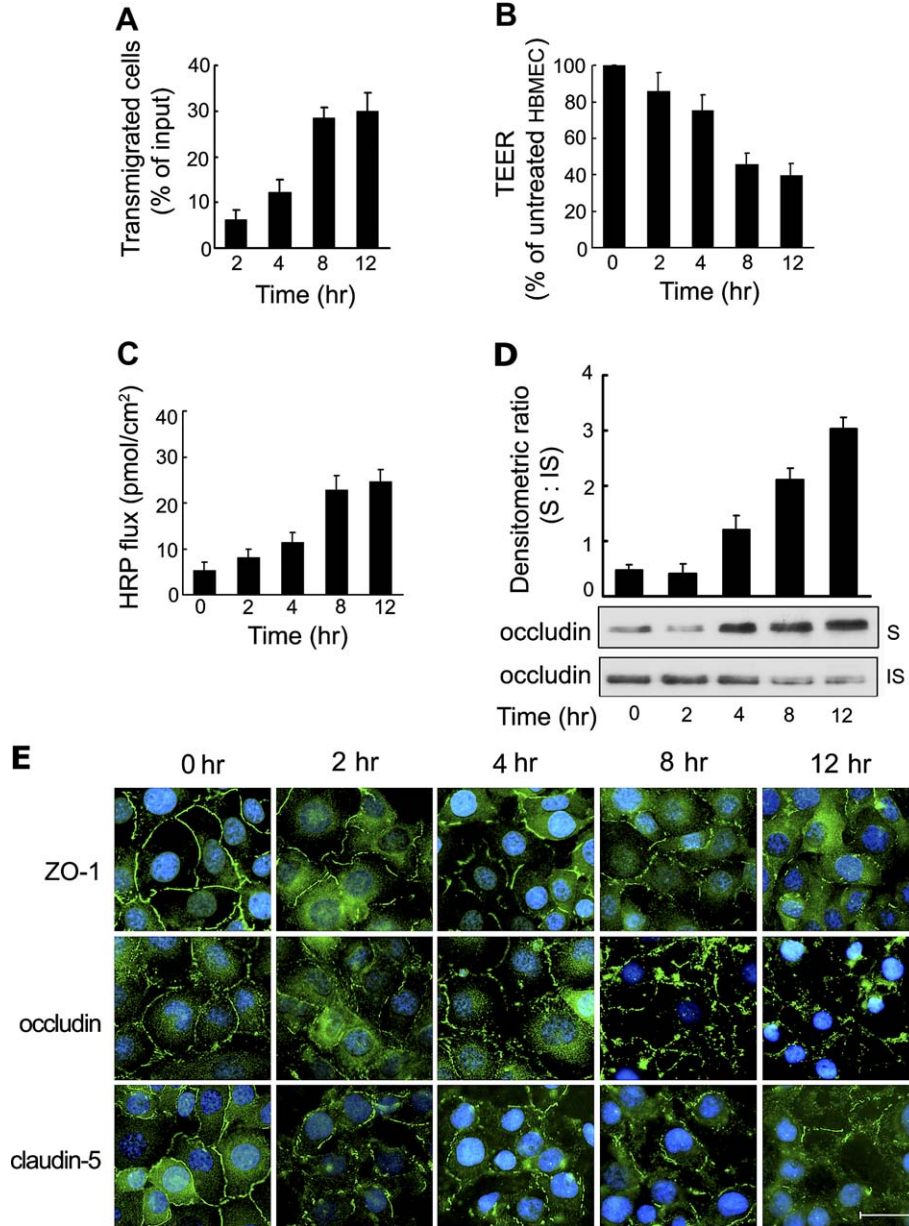 A
Transmigrated cells
(% of input)
40
30
20
10
0
2 4 8 12
Time (hr)
B
TEER
(% of untreated HBMEC)
100
80
60
40
20
0
0 2 4 8 12
Time (hr)
C
HRP flux (pmol/cm²)
40
30
20
10
0
0 2 4 8 12
Time (hr)
D
Densitometric ratio
(S : IS)
4
3
2
1
0
occludin S
occludin IS
Time (hr) 0 2 4 8 12
E
0 hr 2 hr 4 hr 8 hr 12 hr
ZO-1
occludin
claudin-5